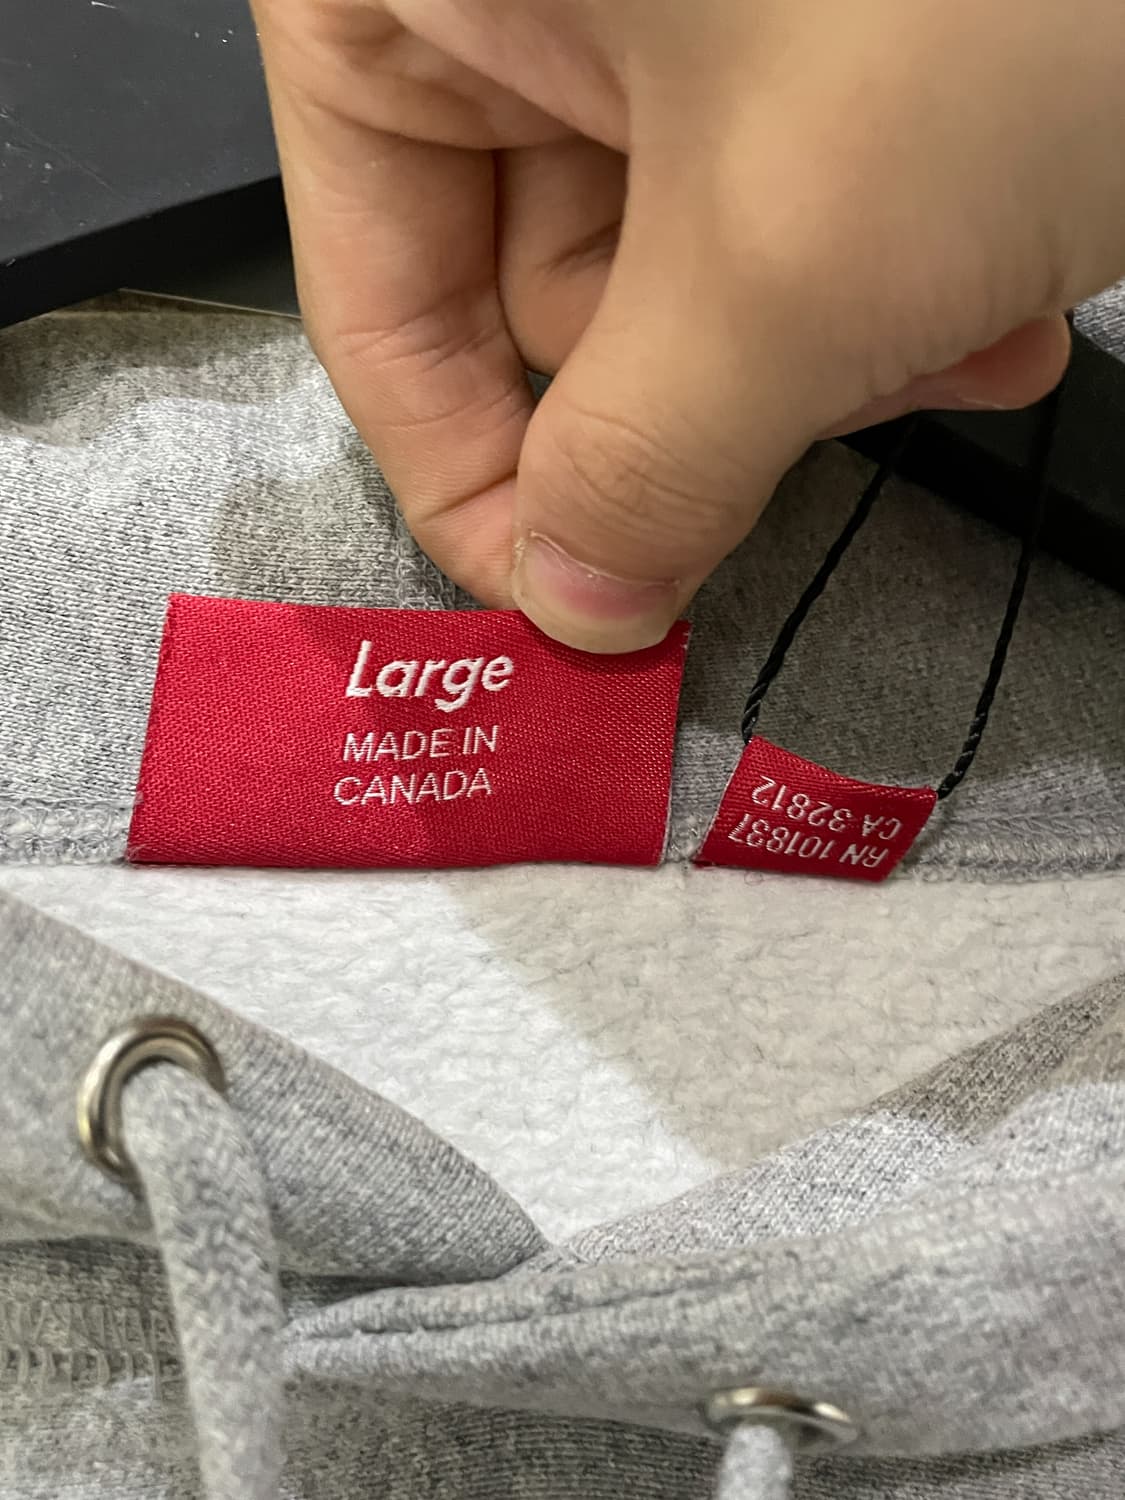 Large
MADE IN
CANADA
RN 101837
CA 32812